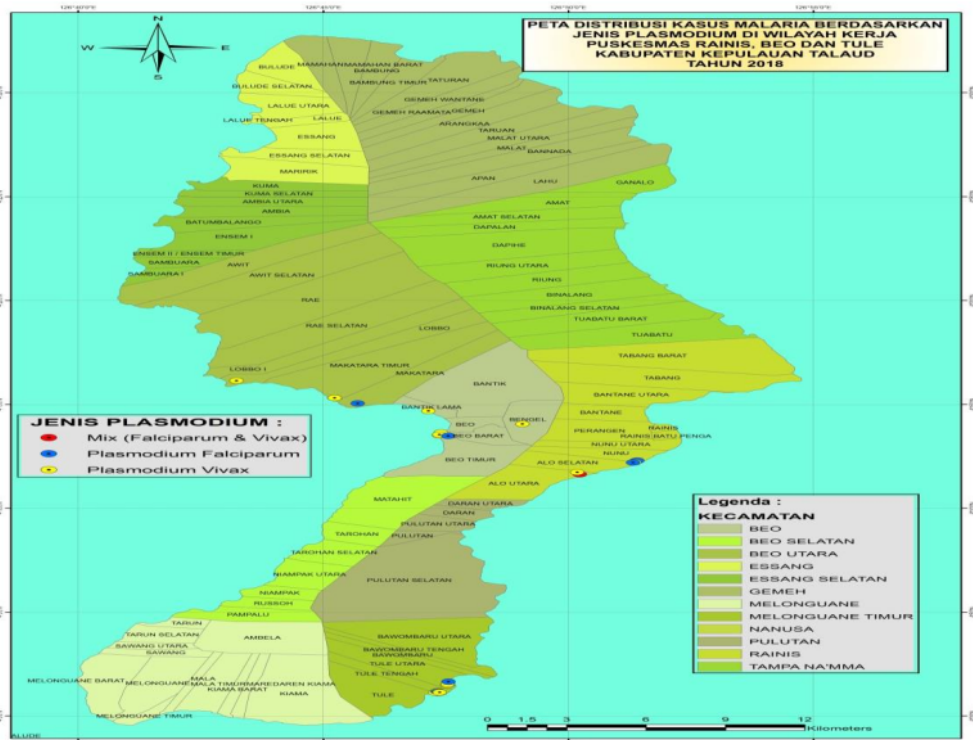 PETA DISTRIBUSI KASUS MALARIA BERDASARKAN
JENIS PLASMODIUM DI WILAYAH KERJA
PUSKESMAS RAINIS, BEO DAN TULE
KABUPATEN KEPULAUAN TALAUD
TAHUN 2018
N
W E
S
BULUDE
MAMAHAN MAMAHAN BARAT
BAMBUNG
BULUDE SELATAN
BAMBUNG TIMUR
TATURAN
LALUE UTARA
GEMEH WANTANE
LALUE TENGAH
LALUE
GEMEH RAAMATA
GEMEH
ARANGKAA
ESSANG
TARUAN
MALAT UTARA
ESSANG SELATAN
MALAT
BANNADA
MARIRIK
APAN
LAHU
GANALO
KUMA
KUMA SELATAN
AMBIA UTARA
AMBIA
BATUMBALANGO
ENSEM I
AMAT
AMAT SELATAN
DAPALAN
DAPIHE
ENSEM II / ENSEM TIMUR
SAMBUARA
SAMBUARA I
AWIT
AWIT SELATAN
RIUNG UTARA
RIUNG
RAE
BINALANG
BINALANG SELATAN
TUABATU BARAT
RAE SELATAN
LOBBO
TUABATU
TABANG BARAT
LOBBO I
MAKATARA TIMUR
MAKATARA
TABANG
BANTIK
BANTANE UTARA
BANTIK LAMA
BANTANE
BEO
BENGEL
PERANGEN
RAINIS
BEO BARAT
RAINIS BATU PENGA
NUNU UTARA
NUNU
BEO TIMUR
ALO SELATAN
ALO UTARA
MATAHIT
DARAN UTARA
DARAN
PULUTAN UTARA
TAROHAN
PULUTAN
TAROHAN SELATAN
NIAMPAK UTARA
PULUTAN SELATAN
NIAMPAK
RUSSOH
PAMPALU
TARUN
TARUN SELATAN
AMBELA
SAWANG UTARA
SAWANG
BAWOMBARU UTARA
BAWOMBARU TENGAH
BAWOMBARU
TULE UTARA
TULE TENGAH
TULE
MELONGUANE BARAT
MELONGUANE
MALA
MALA TIMUR
MAREDAREN KIAMA
KIAMA BARAT
KIAMA
MELONGUANE TIMUR
ALUDE
JENIS PLASMODIUM :
Mix (Falciparum & Vivax)
Plasmodium Falciparum
Plasmodium Vivax
Legenda :
KECAMATAN
BEO
BEO SELATAN
BEO UTARA
ESSANG
ESSANG SELATAN
GEMEH
MELONGUANE
MELONGUANE TIMUR
NANUSA
PULUTAN
RAINIS
TAMPA NA'MMA
0 1.5 3 6 9 12
Kilometers